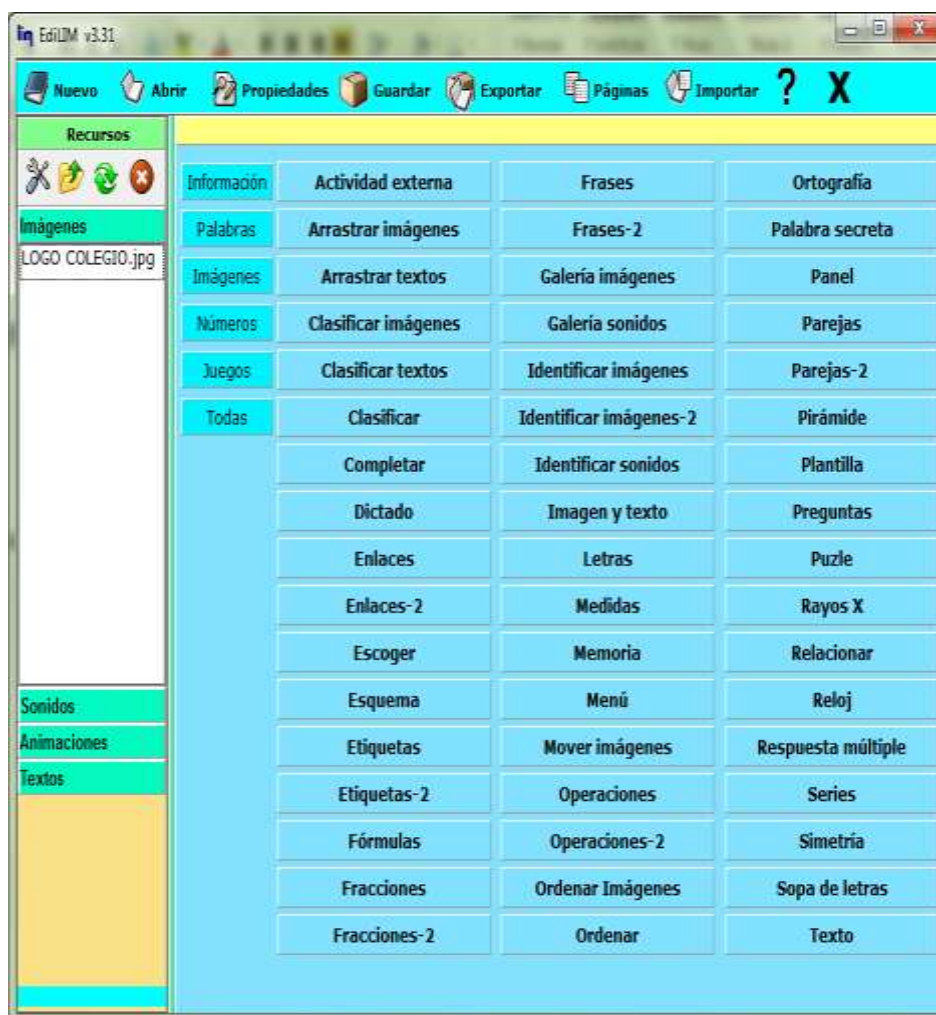 EdiLIM v3.31
Nuevo Abrir Propiedades Guardar Exportar Páginas Importar ? X
Recursos
Imágenes
LOGO COLEGIO.jpg
Sonidos
Animaciones
Textos
Información
Palabras
Imágenes
Números
Juegos
Todas
Actividad externa Frases Ortografía
Arrastrar imágenes Frases-2 Palabra secreta
Arrastrar textos Galería imágenes Panel
Clasificar imágenes Galería sonidos Parejas
Clasificar textos Identificar imágenes Parejas-2
Clasificar Identificar imágenes-2 Pirámide
Completar Identificar sonidos Plantilla
Dictado Imagen y texto Preguntas
Enlaces Letras Puzle
Enlaces-2 Medidas Rayos X
Escoger Memoria Relacionar
Esquema Menú Reloj
Etiquetas Mover imágenes Respuesta múltiple
Etiquetas-2 Operaciones Series
Fórmulas Operaciones-2 Simetría
Fracciones Ordenar Imágenes Sopa de letras
Fracciones-2 Ordenar Texto